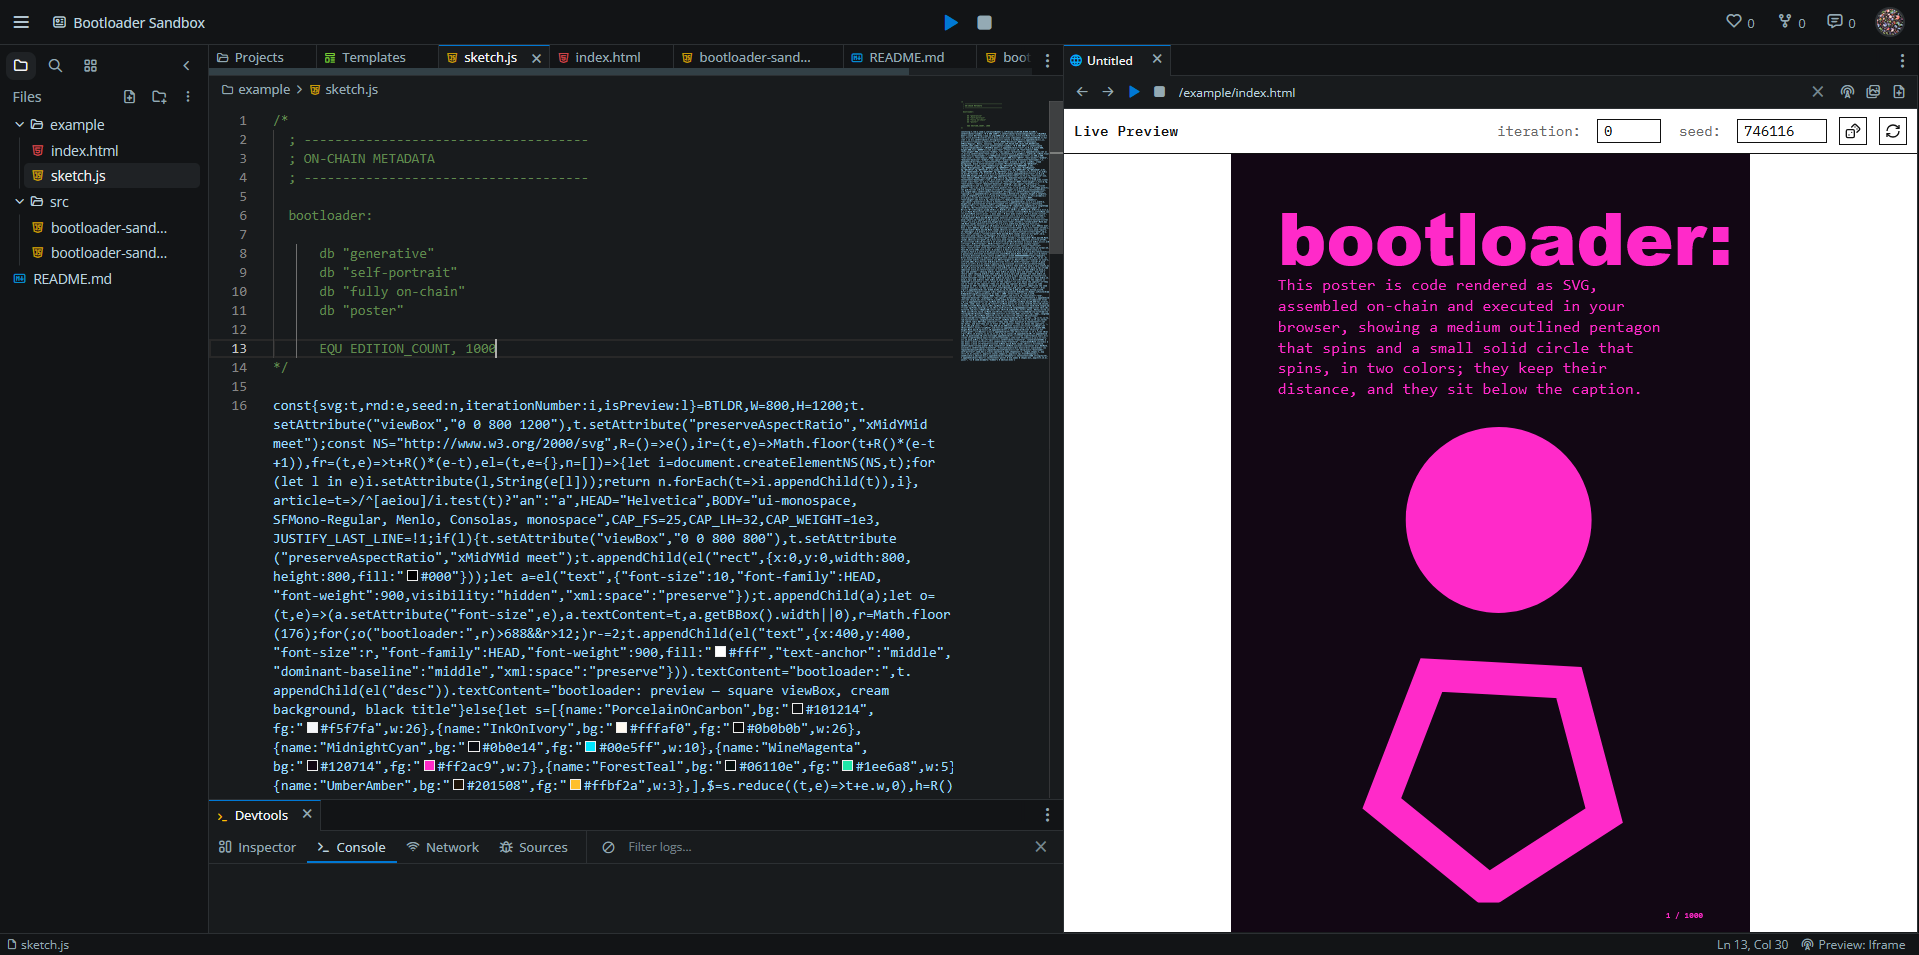 Bootloader Sandbox
0
0
0
Files
example
index.html
sketch.js
src
bootloader-sand...
bootloader-sand...
README.md
Projects
Templates
sketch.js
index.html
bootloader-sand...
README.md
boot
example > sketch.js
1 /*
2 ; -------------------------------------
3 ; ON-CHAIN METADATA
4 ; -------------------------------------
5
6 bootloader:
7
8 db "generative"
9 db "self-portrait"
10 db "fully on-chain"
11 db "poster"
12
13 EQU EDITION_COUNT, 1000
14 */
15
16 const{svg:t,rnd:e,seed:n,iterationNumber:i,isPreview:l}=BTLDR,W=800,H=1200;t.
setAttribute("viewBox","0 0 800 1200"),t.setAttribute("preserveAspectRatio","xMidYMid
meet");const NS="http://www.w3.org/2000/svg",R=()=>e(),ir=(t,e)=>Math.floor(t+R()*(e-t
+1)),fr=(t,e)=>t+R()*(e-t),el=(t,e={},n=[])=>{let i=document.createElementNS(NS,t);for
(let l in e)i.setAttribute(l,String(e[l]));return n.forEach(t=>i.appendChild(t)),i},
article=t=>/^[aeiou]/i.test(t)?"an":"a",HEAD="Helvetica",BODY="ui-monospace,
SFMono-Regular, Menlo, Consolas, monospace",CAP_FS=25,CAP_LH=32,CAP_WEIGHT=1e3,
JUSTIFY_LAST_LINE=!1;if(l){t.setAttribute("viewBox","0 0 800 800"),t.setAttribute
("preserveAspectRatio","xMidYMid meet");t.appendChild(el("rect",{x:0,y:0,width:800,
height:800,fill:"#000"}));let a=el("text",{"font-size":10,"font-family":HEAD,
"font-weight":900,visibility:"hidden","xml:space":"preserve"});t.appendChild(a);let o=
(t,e)=>(a.setAttribute("font-size",e),a.textContent=t,a.getBBox().width||0),r=Math.floor
(176);for(;o("bootloader:",r)>688&&r>12;)r-=2;t.appendChild(el("text",{x:400,y:400,
"font-size":r,"font-family":HEAD,"font-weight":900,fill:"#fff","text-anchor":"middle",
"dominant-baseline":"middle","xml:space":"preserve"})).textContent="bootloader:",t.
appendChild(el("desc")).textContent="bootloader: preview — square viewBox, cream
background, black title"}else{let s=[{name:"PorcelainOnCarbon",bg:"#101214",
fg:"#f5f7fa",w:26},{name:"InkOnIvory",bg:"#fffaf0",fg:"#0b0b0b",w:26},
{name:"MidnightCyan",bg:"#0b0e14",fg:"#00e5ff",w:10},{name:"WineMagenta",
bg:"#120714",fg:"#ff2ac9",w:7},{name:"ForestTeal",bg:"#06110e",fg:"#1ee6a8",w:5}
{name:"UmberAmber",bg:"#201508",fg:"#ffbf2a",w:3},],$=s.reduce((t,e)=>t+e.w,0),h=R()
Devtools
Inspector
Console
Network
Sources
Filter logs...
Untitled
/example/index.html
Live Preview
iteration: 0
seed: 746116
bootloader:
This poster is code rendered as SVG,
assembled on-chain and executed in your
browser, showing a medium outlined pentagon
that spins and a small solid circle that
spins, in two colors; they keep their
distance, and they sit below the caption.
1 / 1000
sketch.js
Ln 13, Col 30
Preview: Iframe